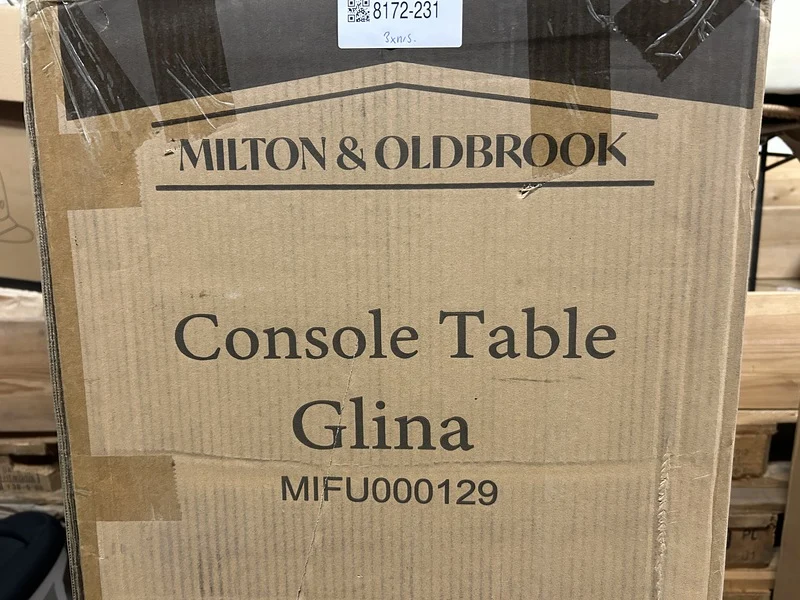 8172-231
MILTON & OLDBROOK
Console Table
Glina
MIFU000129